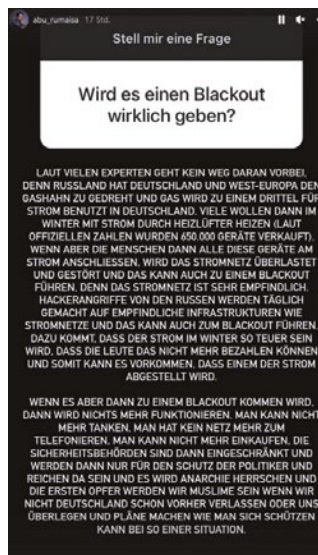 abu_rumaisa 17 Std.
Stell mir eine Frage
Wird es einen Blackout
wirklich geben?
LAUT VIELEN EXPERTEN GEHT KEIN WEG DARAN VORBEI,
DENN RUSSLAND HAT DEUTSCHLAND UND WEST-EUROPA DEN
GASHAHN ZU GEDREHT UND GAS WIRD ZU EINEM DRITTEL FÜR
STROM BENUTZT IN DEUTSCHLAND. VIELE WOLLEN DANN IM
WINTER MIT STROM DURCH HEIZLÜFTER HEIZEN (LAUT
OFFIZIELLEN ZAHLEN WURDEN 650.000 GERÄTE VERKAUFT).
WENN ABER DIE MENSCHEN DANN ALLE DIESE GERÄTE AM
STROM ANSCHLIESSEN, WIRD DAS STROMNETZ ÜBERLASTET
UND GESTÖRT UND DAS KANN AUCH ZU EINEM BLACKOUT
FÜHREN, DENN DAS STROMNETZ IST SEHR EMPFINDLICH.
HACKERANGRIFFE VON DEN RUSSEN WERDEN TÄGLICH
GEMACHT AUF EMPFINDLICHE INFRASTRUKTUREN WIE
STROMNETZE UND DAS KANN AUCH ZUM BLACKOUT FÜHREN.
DAZU KOMMT, DASS DER STROM IM WINTER SO TEUER SEIN
WIRD, DASS DIE LEUTE DAS NICHT MEHR BEZAHLEN KÖNNEN
UND SOMIT KANN ES VORKOMMEN, DASS EINEM DER STROM
ABGESTELLT WIRD.
WENN ES ABER DANN ZU EINEM BLACKOUT KOMMEN WIRD,
DANN WIRD NICHTS MEHR FUNKTIONIEREN. MAN KANN NICHT
MEHR TANKEN, MAN HAT KEIN NETZ MEHR ZUM
TELEFONIEREN, MAN KANN NICHT MEHR EINKAUFEN, DIE
SICHERHEITSBEHÖRDEN SIND DANN EINGESCHRÄNKT UND
WERDEN DANN NUR FÜR DEN SCHUTZ DER POLITIKER UND
REICHEN DA SEIN UND ES WIRD ANARCHIE HERRSCHEN UND
DIE ERSTEN OPFER WERDEN WIR MUSLIME SEIN WENN WIR
NICHT DEUTSCHLAND SCHON VORHER VERLASSEN ODER UNS
ÜBERLEGEN UND PLÄNE MACHEN WIE MAN SICH SCHÜTZEN
KANN BEI SO EINER SITUATION.